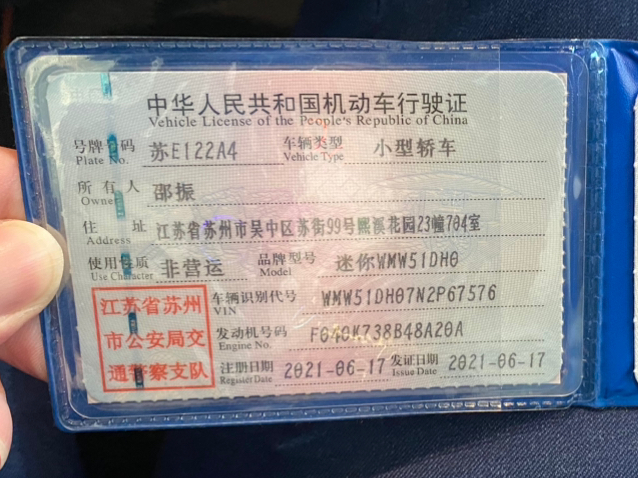 中华人民共和国机动车行驶证
Vehicle License of the People's Republic of China
号牌号码 苏E122A4 车辆类型 小型轿车
Plate No. Vehicle Type
所有人 邵振
Owner
住址 江苏省苏州市吴中区苏街99号熙溪花园23幢704室
Address
使用性质 非营运 品牌型号 迷你WMW51DH0
Use Character Model
江苏省苏州
市公安局交
通警察支队
车辆识别代号 WMW51DH07N2P67576
VIN
发动机号码 F040K738B48A20A
Engine No.
注册日期 2021-06-17 发证日期 2021-06-17
Register Date Issue Date